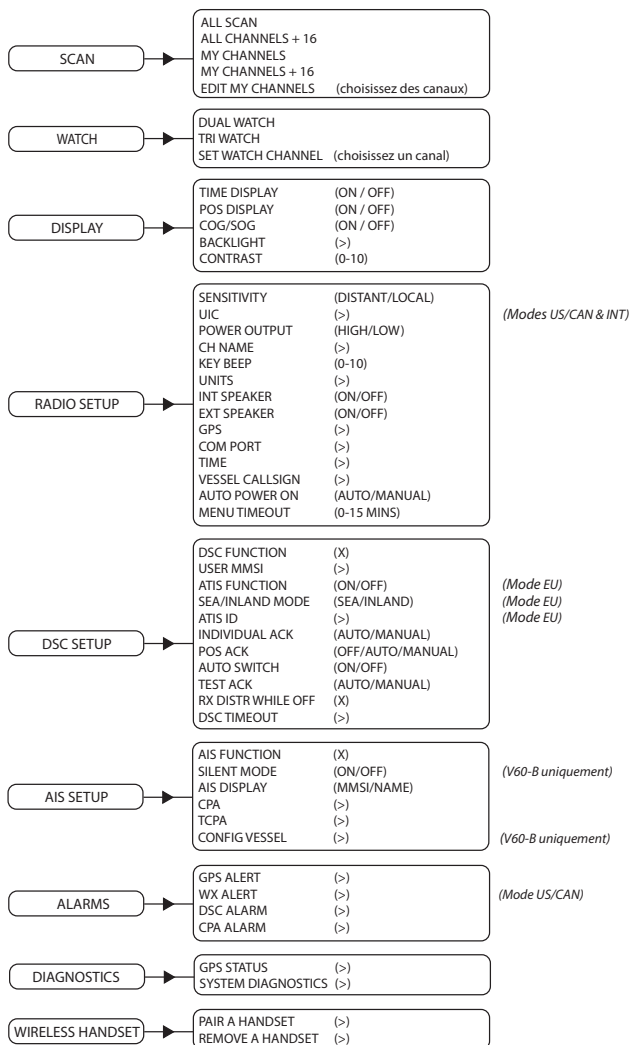 SCAN
ALL SCAN
ALL CHANNELS + 16
MY CHANNELS
MY CHANNELS + 16
EDIT MY CHANNELS (choisissez des canaux)
WATCH
DUAL WATCH
TRI WATCH
SET WATCH CHANNEL (choisissez un canal)
DISPLAY
TIME DISPLAY (ON / OFF)
POS DISPLAY (ON / OFF)
COG/SOG (ON / OFF)
BACKLIGHT (>)
CONTRAST (0-10)
RADIO SETUP
SENSITIVITY (DISTANT/LOCAL)
UIC (>) (Modes US/CAN & INT)
POWER OUTPUT (HIGH/LOW)
CH NAME (>)
KEY BEEP (0-10)
UNITS (>)
INT SPEAKER (ON/OFF)
EXT SPEAKER (ON/OFF)
GPS (>)
COM PORT (>)
TIME (>)
VESSEL CALLSIGN (>)
AUTO POWER ON (AUTO/MANUAL)
MENU TIMEOUT (0-15 MINS)
DSC SETUP
DSC FUNCTION (X)
USER MMSI (>)
ATIS FUNCTION (ON/OFF) (Mode EU)
SEA/INLAND MODE (SEA/INLAND) (Mode EU)
ATIS ID (>) (Mode EU)
INDIVIDUAL ACK (AUTO/MANUAL)
POS ACK (OFF/AUTO/MANUAL)
AUTO SWITCH (ON/OFF)
TEST ACK (AUTO/MANUAL)
RX DISTR WHILE OFF (X)
DSC TIMEOUT (>)
AIS SETUP
AIS FUNCTION (X)
SILENT MODE (ON/OFF) (V60-B uniquement)
AIS DISPLAY (MMSI/NAME)
CPA (>)
TCPA (>)
CONFIG VESSEL (>) (V60-B uniquement)
ALARMS
GPS ALERT (>)
WX ALERT (>) (Mode US/CAN)
DSC ALARM (>)
CPA ALARM (>)
DIAGNOSTICS
GPS STATUS (>)
SYSTEM DIAGNOSTICS (>)
WIRELESS HANDSET
PAIR A HANDSET (>)
REMOVE A HANDSET (>)